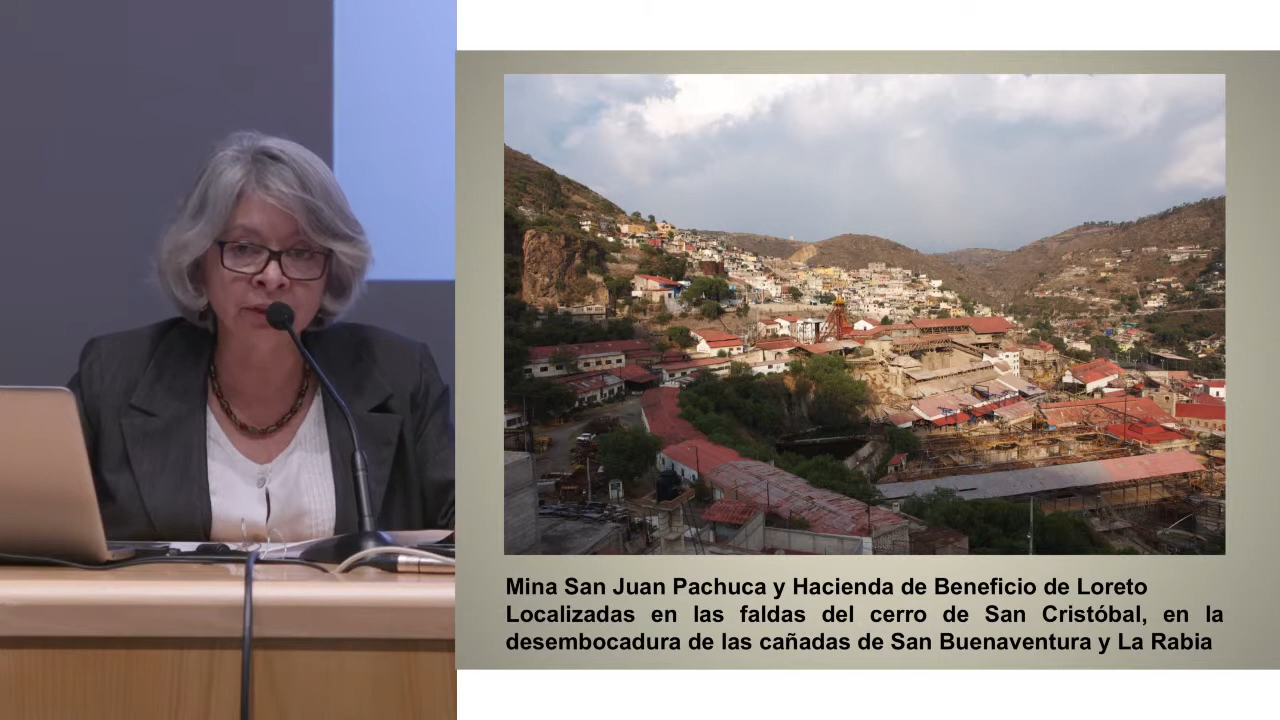 Mina San Juan Pachuca y Hacienda de Beneficio de Loreto
Localizadas en las faldas del cerro de San Cristóbal, en la
desembocadura de las cañadas de San Buenaventura y La Rabia